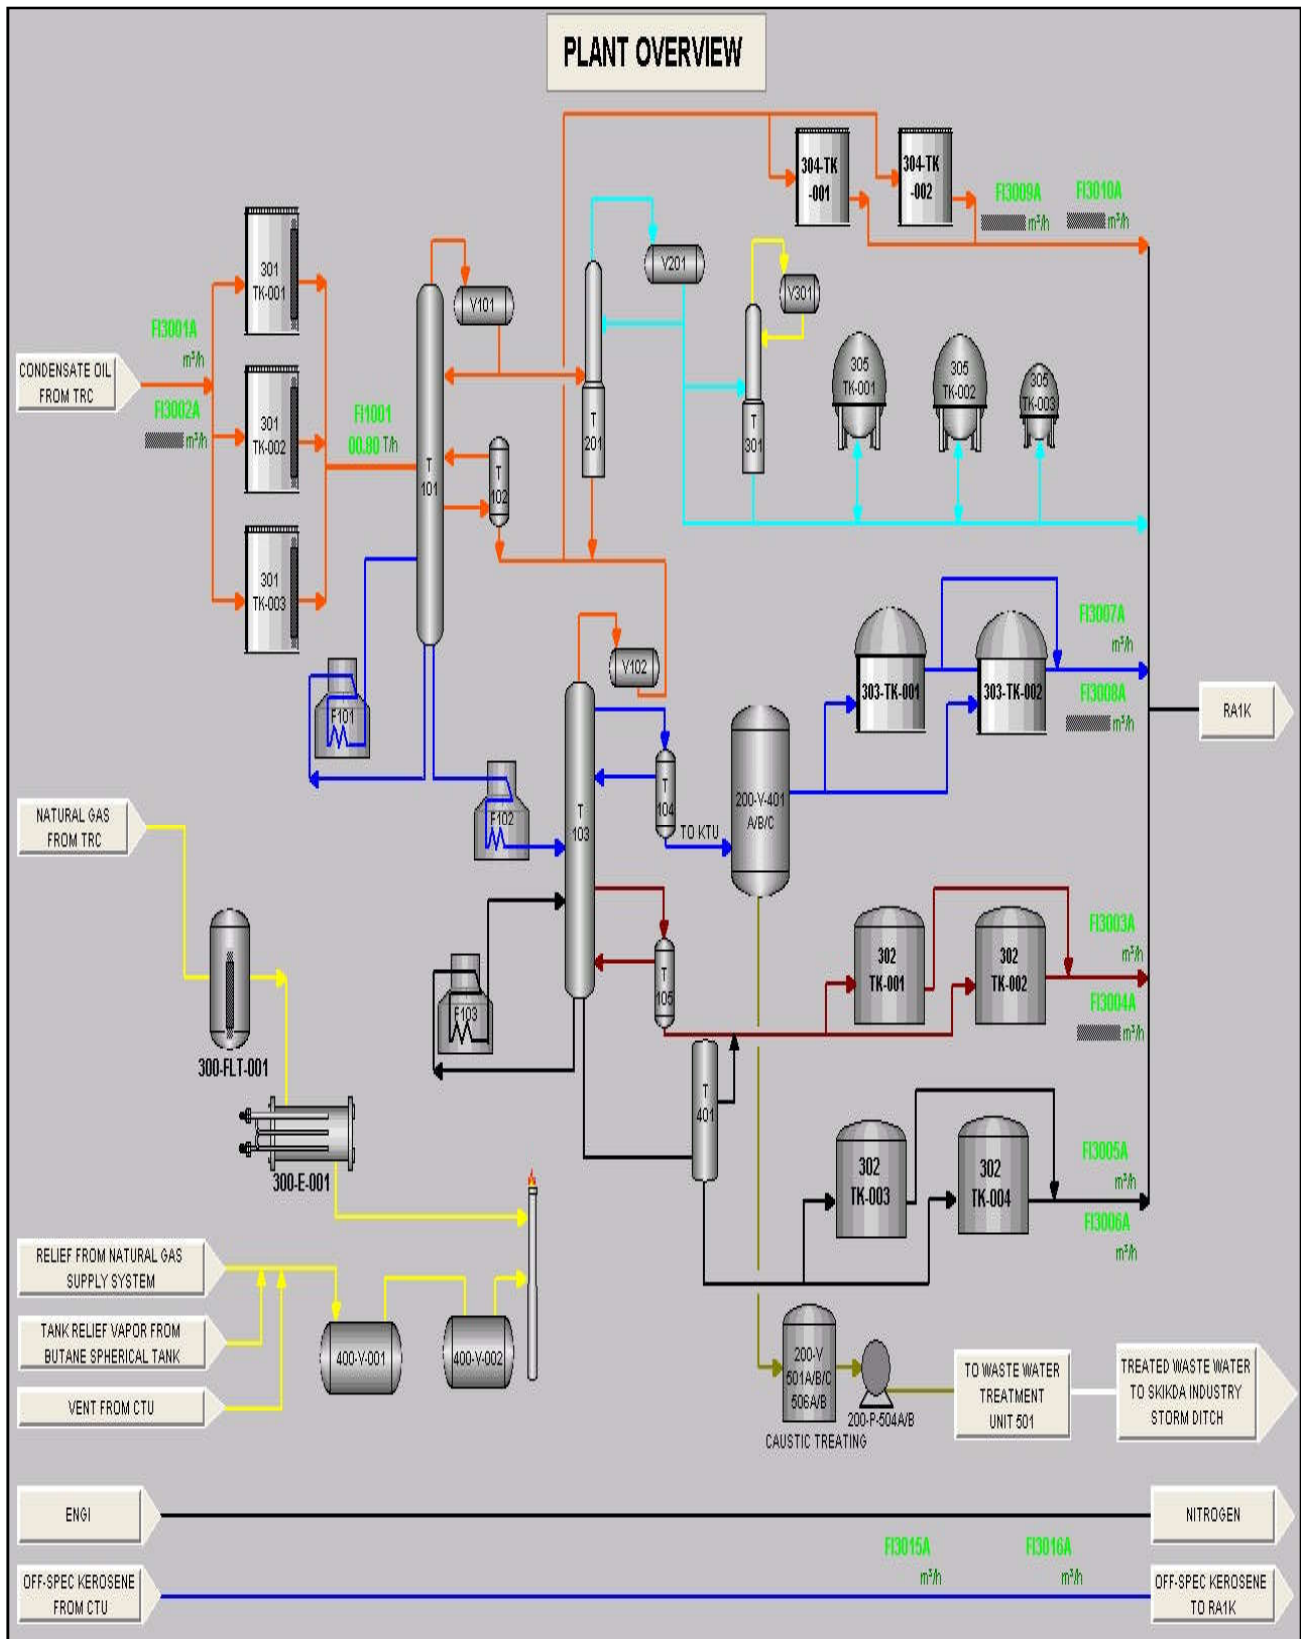 PLANT OVERVIEW
304-TK
-001
304-TK
-002
FI3009A
m³/h
FI3010A
m³/h
301
TK-001
V101
V201
V301
FI3001A
m³/h
CONDENSATE OIL
FROM TRC
FI3002A
m³/h
301
TK-002
FI1001
00.80 T/h
T
101
T
102
T
201
T
301
305
TK-001
305
TK-002
305
TK-003
301
TK-003
F101
V102
303-TK-001
303-TK-002
FI3007A
m³/h
FI3008A
m³/h
RA1K
NATURAL GAS
FROM TRC
F102
T
103
T
104
TO KTU
200-V-401
A/B/C
300-FLT-001
F103
T
105
302
TK-001
302
TK-002
FI3003A
m³/h
FI3004A
m³/h
300-E-001
T
401
302
TK-003
302
TK-004
FI3005A
m³/h
FI3006A
m³/h
RELIEF FROM NATURAL GAS
SUPPLY SYSTEM
TANK RELIEF VAPOR FROM
BUTANE SPHERICAL TANK
VENT FROM CTU
400-V-001
400-V-002
200-V
501A/B/C
506A/B
CAUSTIC TREATING
200-P-504A/B
TO WASTE WATER
TREATMENT
UNIT 501
TREATED WASTE WATER
TO SKIKDA INDUSTRY
STORM DITCH
ENGI
NITROGEN
FI3015A
m³/h
FI3016A
m³/h
OFF-SPEC KEROSENE
FROM CTU
OFF-SPEC KEROSENE
TO RA1K